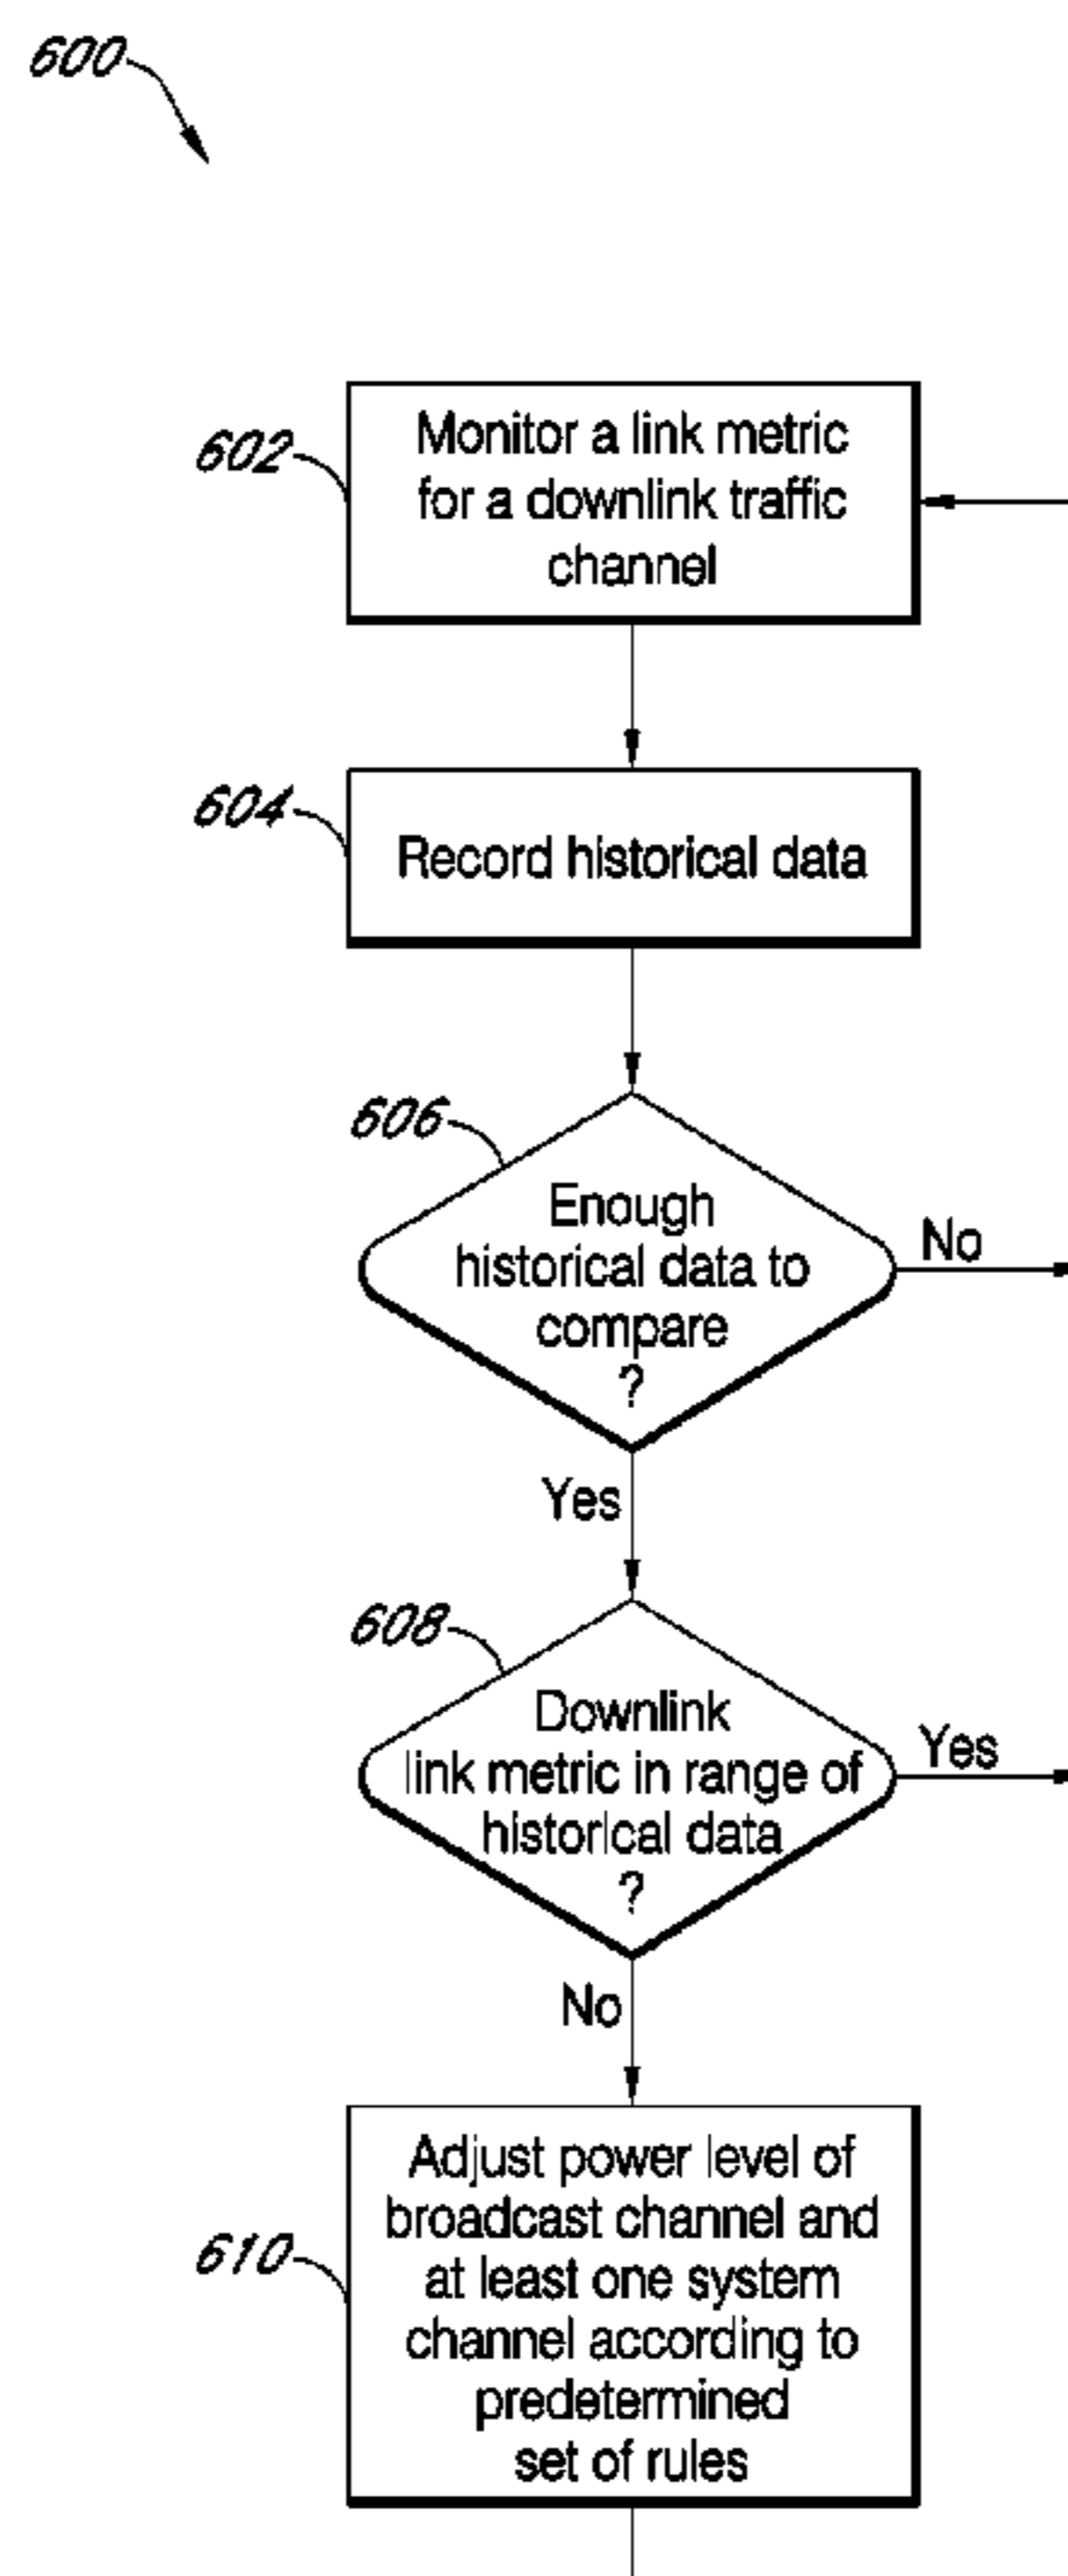 600
602
Monitor a link metric
for a downlink traffic
channel
604
Record historical data
606
Enough
historical data to
compare
?
No
Yes
608
Downlink
link metric in range of
historical data
?
Yes
No
610
Adjust power level of
broadcast channel and
at least one system
channel according to
predetermined
set of rules